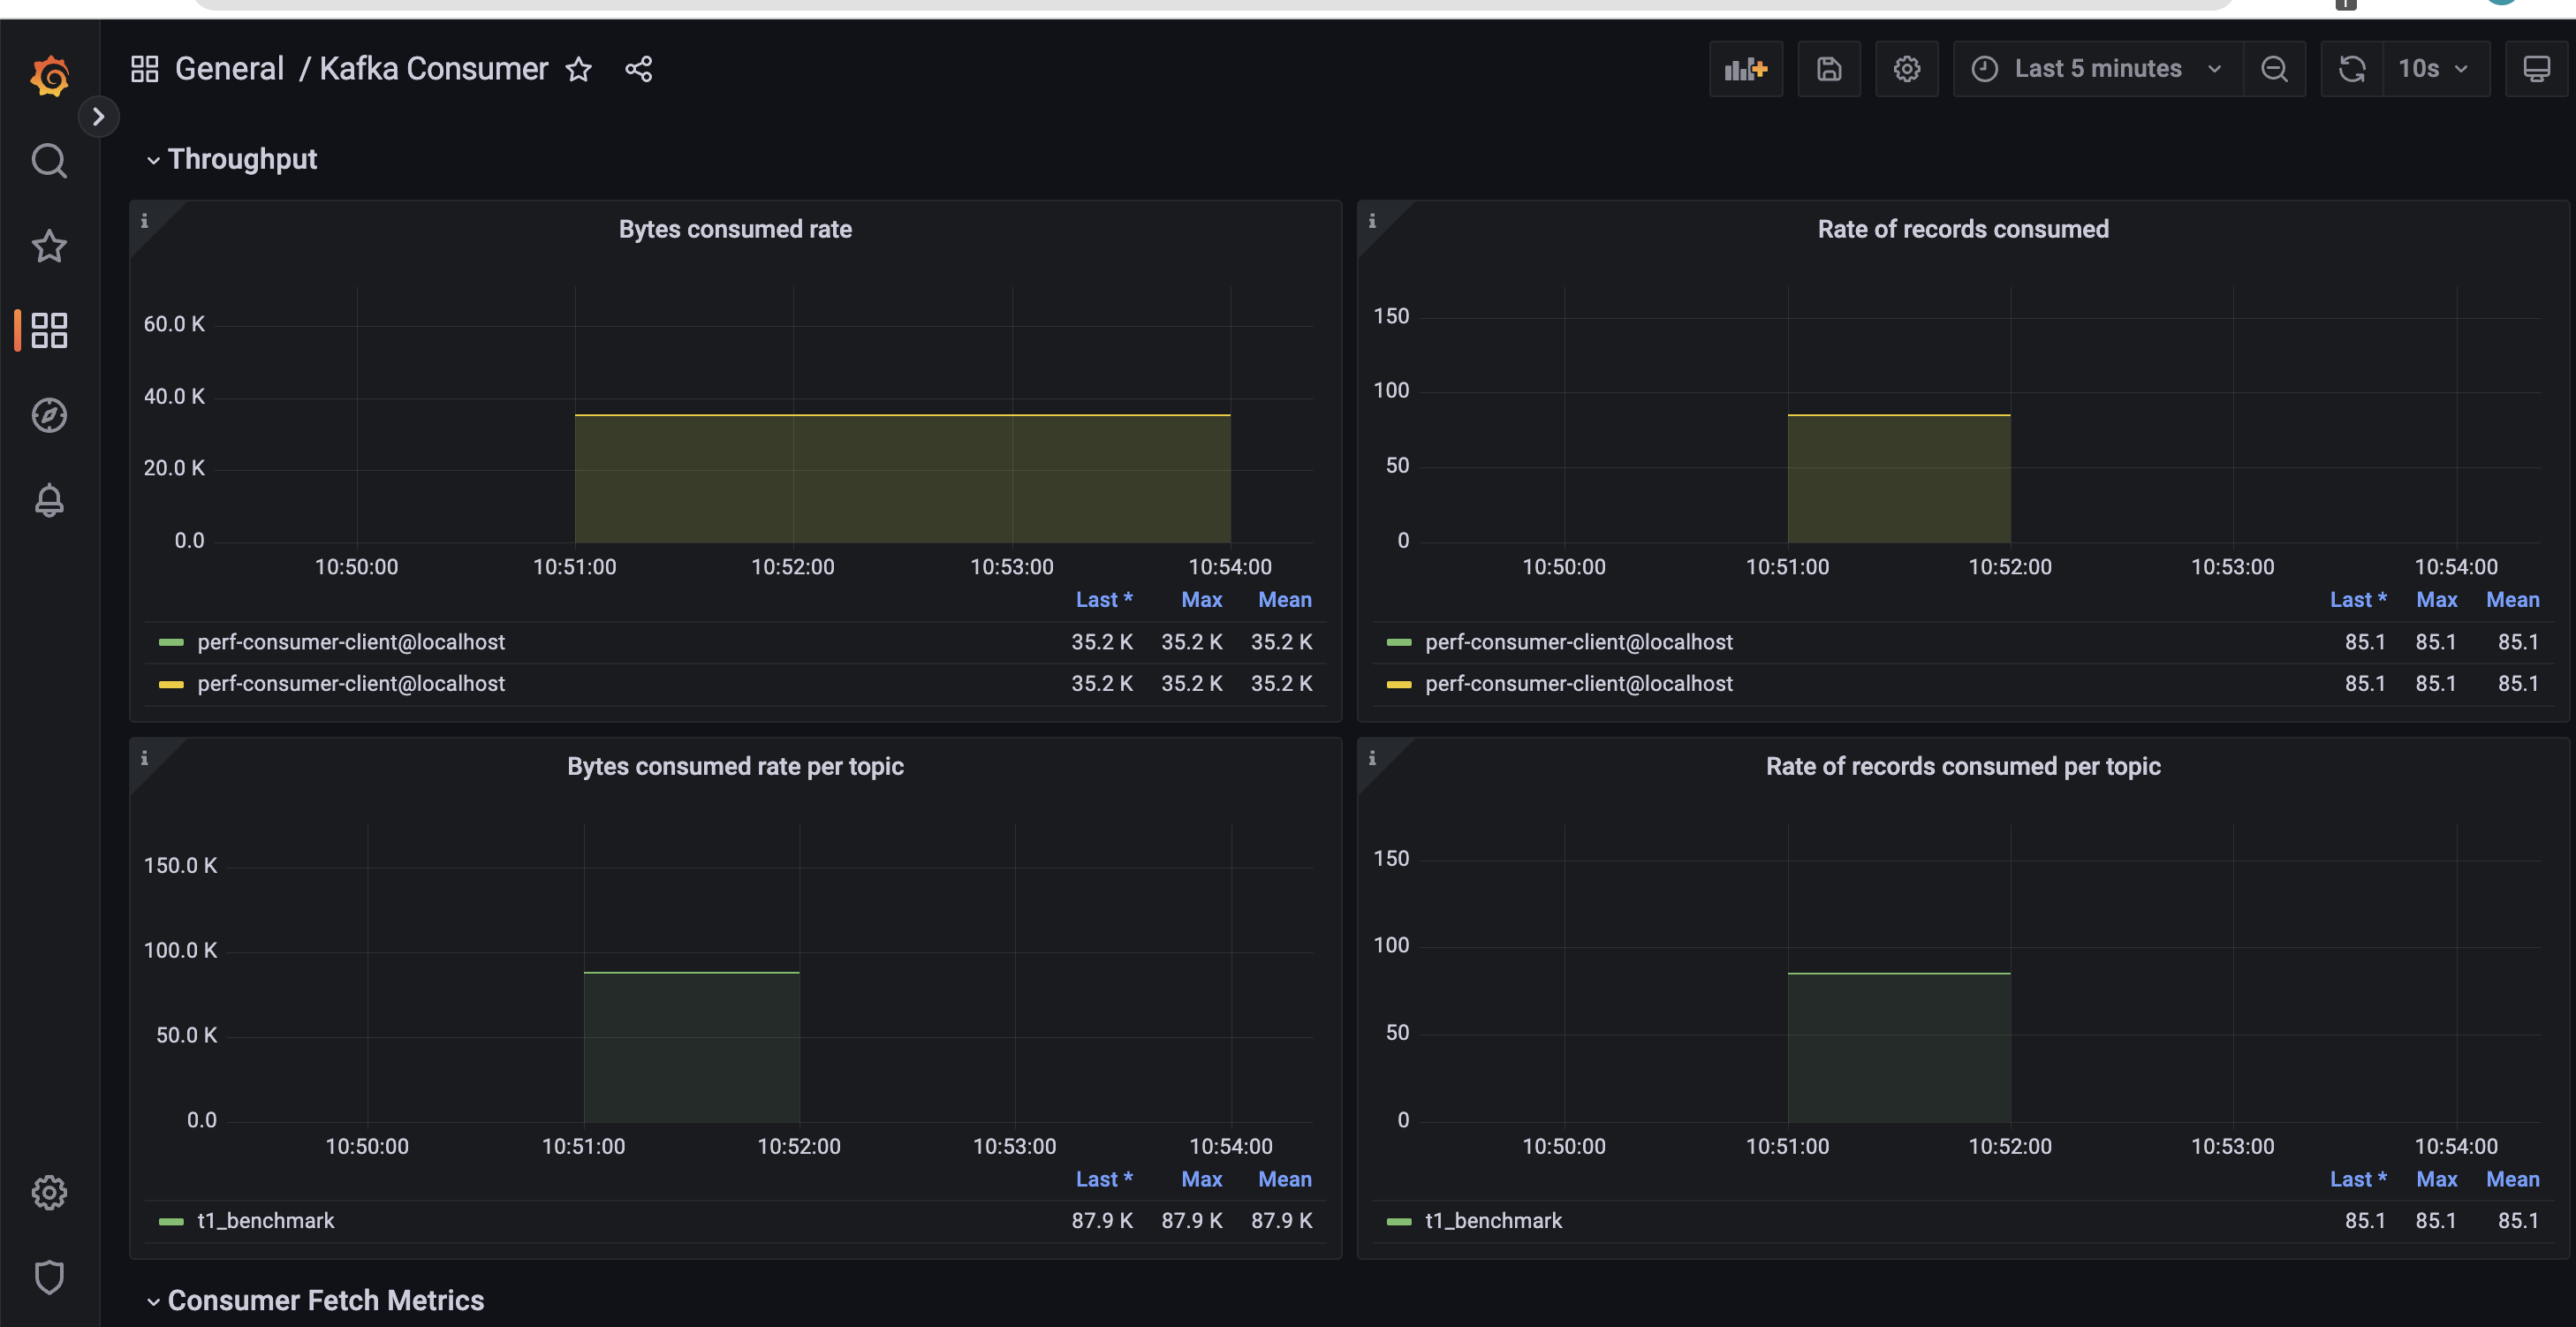 General / Kafka Consumer
Last 5 minutes
10s
Throughput
Bytes consumed rate
60.0 K
40.0 K
20.0 K
0.0
10:50:00 10:51:00 10:52:00 10:53:00 10:54:00
Last * Max Mean
perf-consumer-client@localhost 35.2 K 35.2 K 35.2 K
perf-consumer-client@localhost 35.2 K 35.2 K 35.2 K
Rate of records consumed
150
100
50
0
10:50:00 10:51:00 10:52:00 10:53:00 10:54:00
Last * Max Mean
perf-consumer-client@localhost 85.1 85.1 85.1
perf-consumer-client@localhost 85.1 85.1 85.1
Bytes consumed rate per topic
150.0 K
100.0 K
50.0 K
0.0
10:50:00 10:51:00 10:52:00 10:53:00 10:54:00
Last * Max Mean
t1_benchmark 87.9 K 87.9 K 87.9 K
Rate of records consumed per topic
150
100
50
0
10:50:00 10:51:00 10:52:00 10:53:00 10:54:00
Last * Max Mean
t1_benchmark 85.1 85.1 85.1
Consumer Fetch Metrics